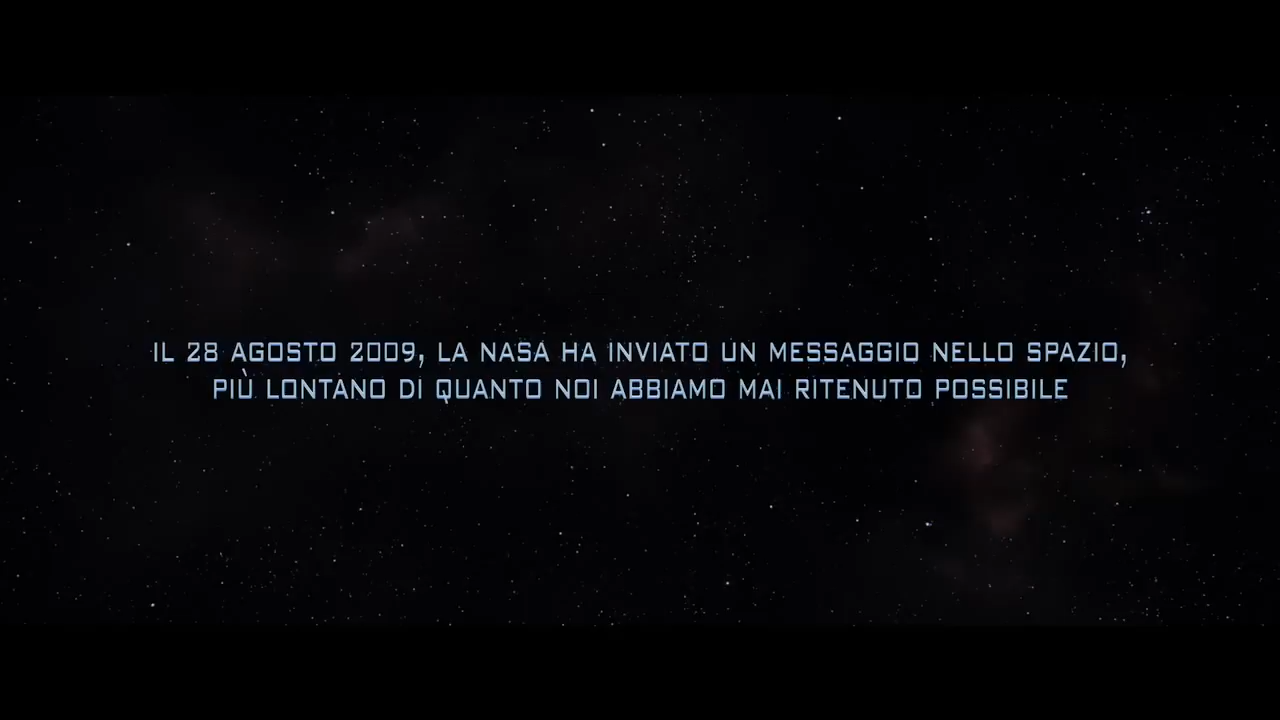 IL 28 AGOSTO 2009, LA NASA HA INVIATO UN MESSAGGIO NELLO SPAZIO,
PIÙ LONTANO DI QUANTO NOI ABBIAMO MAI RITENUTO POSSIBILE